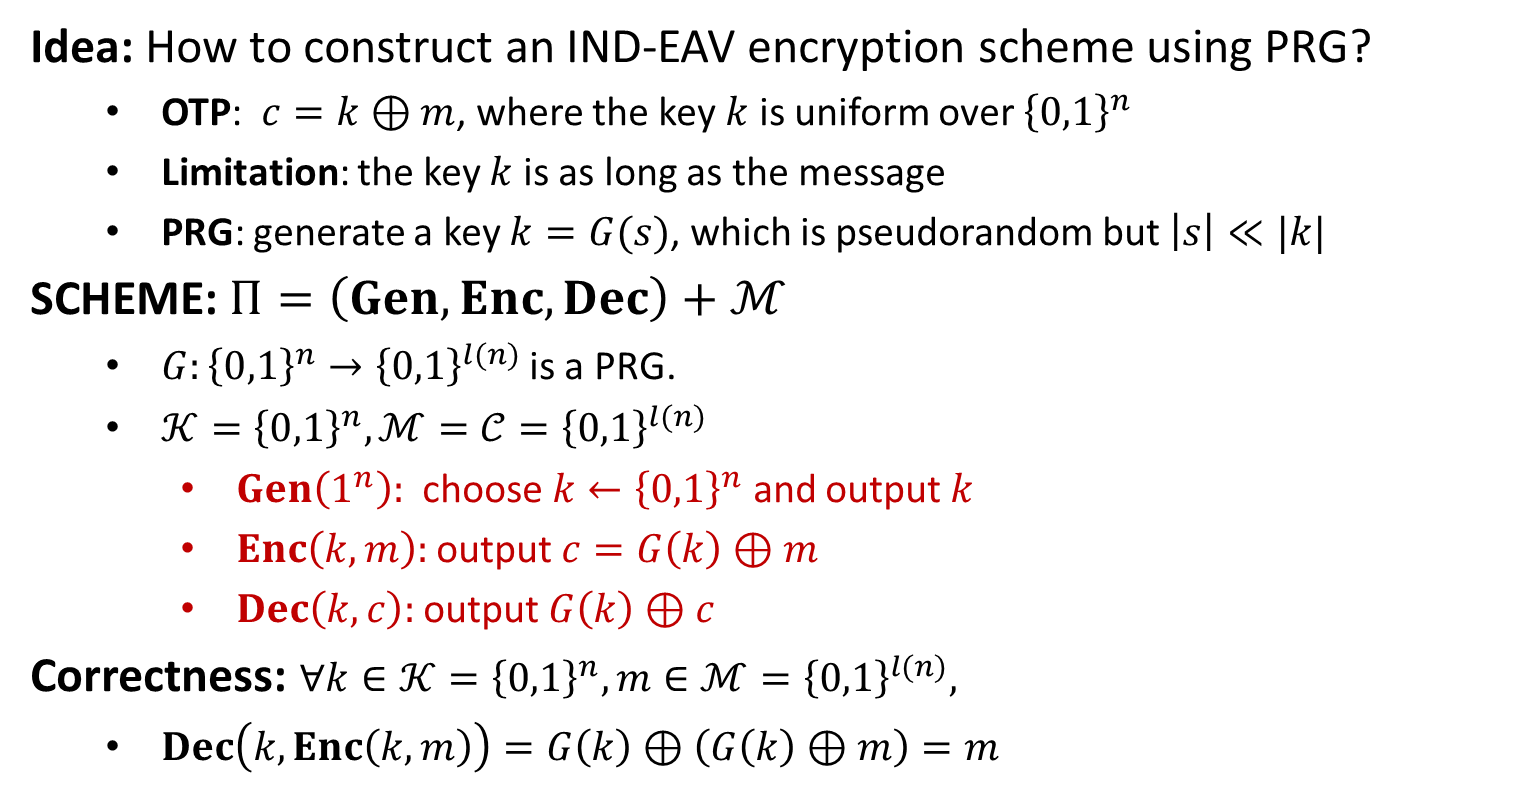 Idea: How to construct an IND-EAV encryption scheme using PRG?
• OTP: c = k ⊕ m, where the key k is uniform over {0,1}ⁿ
• Limitation: the key k is as long as the message
• PRG: generate a key k = G(s), which is pseudorandom but |s| ≪ |k|
SCHEME: Π = (Gen, Enc, Dec) + ℳ
• G: {0,1}ⁿ → {0,1}ˡ⁽ⁿ⁾ is a PRG.
• 𝒦 = {0,1}ⁿ, ℳ = 𝒞 = {0,1}ˡ⁽ⁿ⁾
• Gen(1ⁿ): choose k ← {0,1}ⁿ and output k
• Enc(k, m): output c = G(k) ⊕ m
• Dec(k, c): output G(k) ⊕ c
Correctness: ∀k ∈ 𝒦 = {0,1}ⁿ, m ∈ ℳ = {0,1}ˡ⁽ⁿ⁾,
• Dec(k, Enc(k, m)) = G(k) ⊕ (G(k) ⊕ m) = m